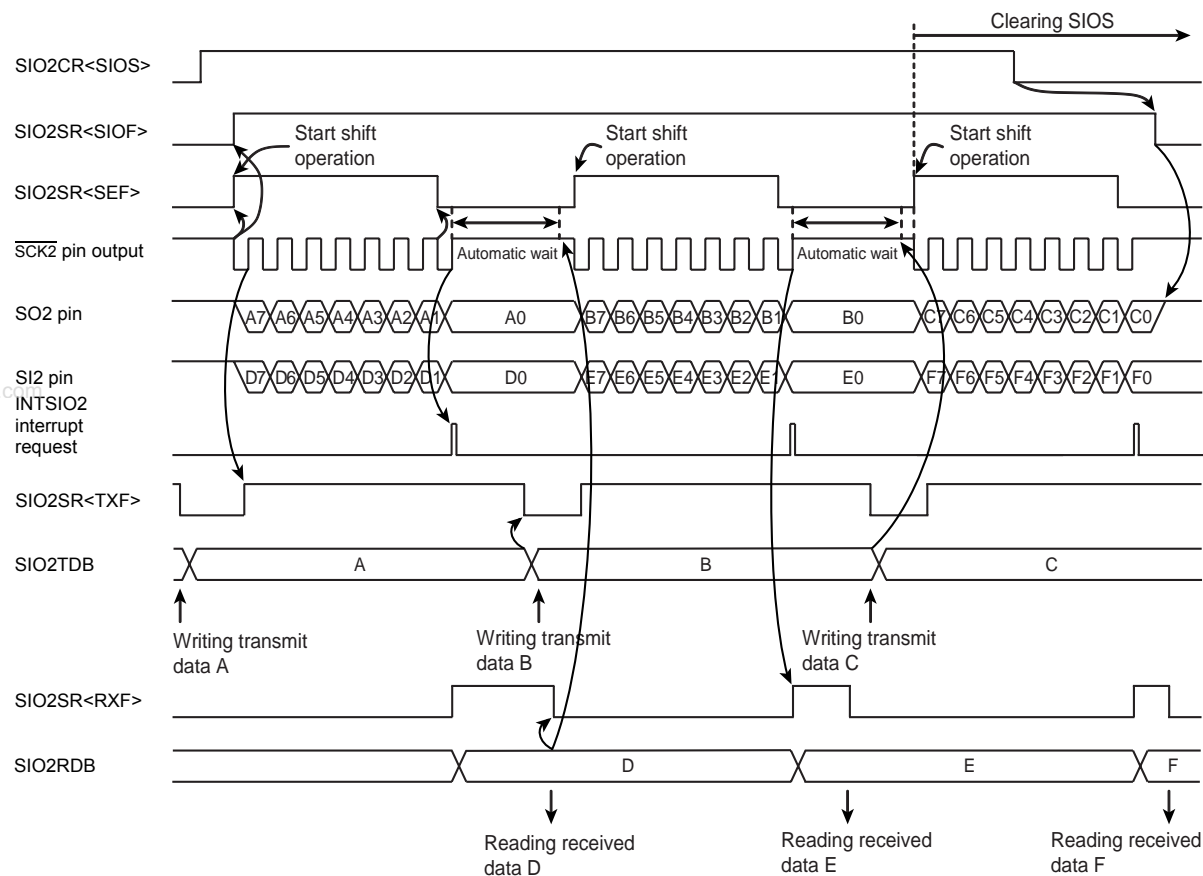 Clearing SIOS
SIO2CR<SIOS>
SIO2SR<SIOF>
Start shift
operation
Start shift
operation
Start shift
operation
SIO2SR<SEF>
SCK2 pin output
Automatic wait
Automatic wait
SO2 pin
A7 A6 A5 A4 A3 A2 A1 A0 B7 B6 B5 B4 B3 B2 B1 B0 C7 C6 C5 C4 C3 C2 C1 C0
SI2 pin
D7 D6 D5 D4 D3 D2 D1 D0 E7 E6 E5 E4 E3 E2 E1 E0 F7 F6 F5 F4 F3 F2 F1 F0
.com
INTSIO2
interrupt
request
SIO2SR<TXF>
SIO2TDB
A B C
Writing transmit
data A
Writing transmit
data B
Writing transmit
data C
SIO2SR<RXF>
SIO2RDB
D E F
Reading received
data D
Reading received
data E
Reading received
data F